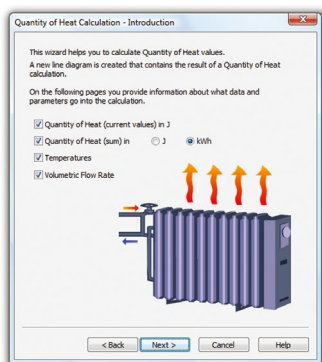 Quantity of Heat Calculation - Introduction
This wizard helps you to calculate Quantity of Heat values.
A new line diagram is created that contains the result of a Quantity of Heat
calculation.
On the following pages you provide information about what data and
parameters go into the calculation.
Quantity of Heat (current values) in J
Quantity of Heat (sum) in J kWh
Temperatures
Volumetric Flow Rate
< Back Next > Cancel Help